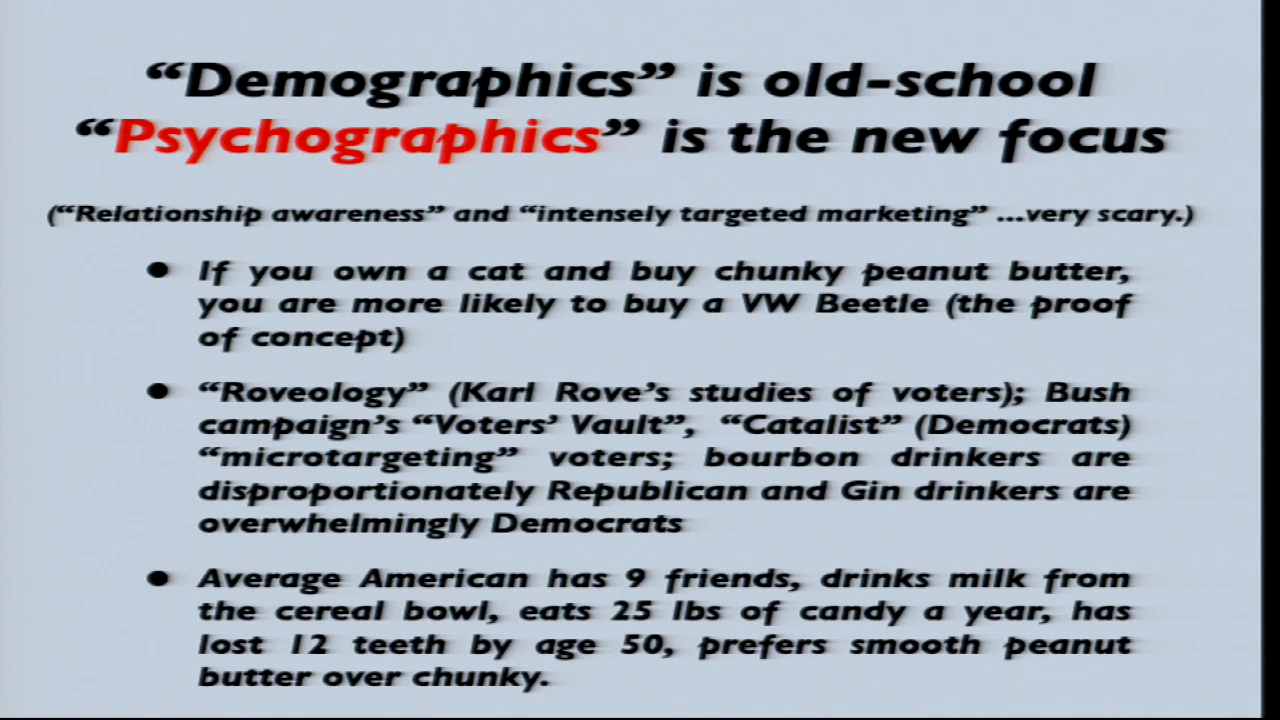 “Demographics” is old-school
“Psychographics” is the new focus
(“Relationship awareness” and “intensely targeted marketing” ...very scary.)
● If you own a cat and buy chunky peanut butter,
you are more likely to buy a VW Beetle (the proof
of concept)
● “Roveology” (Karl Rove’s studies of voters); Bush
campaign’s “Voters’ Vault”, “Catalist” (Democrats)
“microtargeting” voters; bourbon drinkers are
disproportionately Republican and Gin drinkers are
overwhelmingly Democrats
● Average American has 9 friends, drinks milk from
the cereal bowl, eats 25 lbs of candy a year, has
lost 12 teeth by age 50, prefers smooth peanut
butter over chunky.